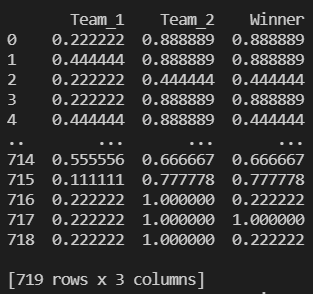 Team_1 Team_2 Winner
0 0.222222 0.888889 0.888889
1 0.444444 0.888889 0.888889
2 0.222222 0.444444 0.444444
3 0.222222 0.888889 0.888889
4 0.444444 0.888889 0.444444
.. ... ... ...
714 0.555556 0.666667 0.666667
715 0.111111 0.777778 0.777778
716 0.222222 1.000000 0.222222
717 0.222222 1.000000 1.000000
718 0.222222 1.000000 0.222222
[719 rows x 3 columns]